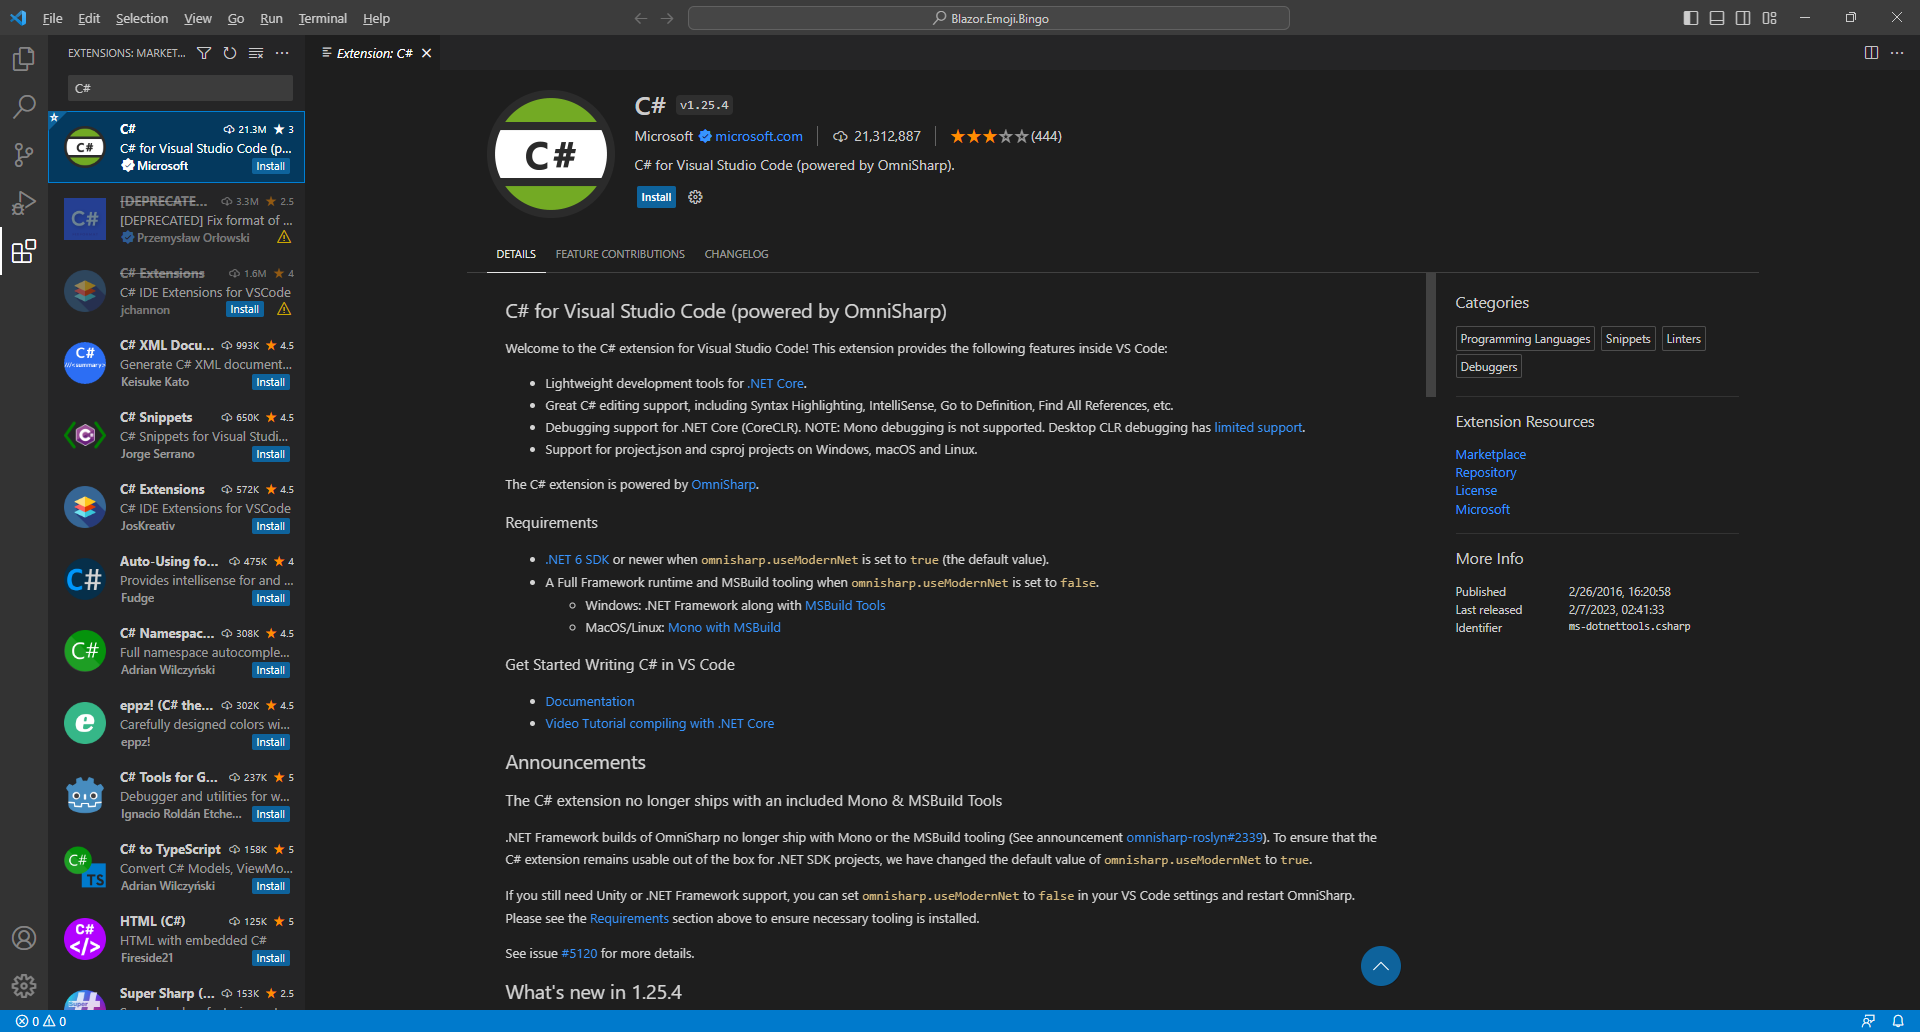 File Edit Selection View Go Run Terminal Help
Blazor.Emoji.Bingo
EXTENSIONS: MARKET...
Extension: C#
C#
C#
C# 21.3M 3
C# for Visual Studio Code (p...
Microsoft Install
C#
[DEPRECATE... 3.3M 2.5
[DEPRECATED] Fix format of ...
Przemysław Orłowski
C# Extensions 1.6M 4
C# IDE Extensions for VSCode
jchannon Install
C#
///<summary>
C# XML Docu... 993K 4.5
Generate C# XML document...
Keisuke Kato Install
C
C# Snippets 650K 4.5
C# Snippets for Visual Studi...
Jorge Serrano Install
C# Extensions 572K 4.5
C# IDE Extensions for VSCode
JosKreativ Install
C#
Auto-Using fo... 475K 4
Provides intellisense for and ...
Fudge Install
C#
C# Namespac... 308K 4.5
Full namespace autocomple...
Adrian Wilczyński Install
e
eppz! (C# the... 302K 4.5
Carefully designed colors wi...
eppz! Install
C# Tools for G... 237K 5
Debugger and utilities for w...
Ignacio Roldán Etche... Install
C#
TS
C# to TypeScript 158K 5
Convert C# Models, ViewMo...
Adrian Wilczyński Install
C#
</>
HTML (C#) 125K 5
HTML with embedded C#
Fireside21 Install
Super
#
Super Sharp (... 153K 2.5
C#
C# v1.25.4
Microsoft microsoft.com 21,312,887 (444)
C# for Visual Studio Code (powered by OmniSharp).
Install
DETAILS FEATURE CONTRIBUTIONS CHANGELOG
C# for Visual Studio Code (powered by OmniSharp)
Welcome to the C# extension for Visual Studio Code! This extension provides the following features inside VS Code:
• Lightweight development tools for .NET Core.
• Great C# editing support, including Syntax Highlighting, IntelliSense, Go to Definition, Find All References, etc.
• Debugging support for .NET Core (CoreCLR). NOTE: Mono debugging is not supported. Desktop CLR debugging has limited support.
• Support for project.json and csproj projects on Windows, macOS and Linux.
The C# extension is powered by OmniSharp.
Requirements
• .NET 6 SDK or newer when omnisharp.useModernNet is set to true (the default value).
• A Full Framework runtime and MSBuild tooling when omnisharp.useModernNet is set to false.
◦ Windows: .NET Framework along with MSBuild Tools
◦ MacOS/Linux: Mono with MSBuild
Get Started Writing C# in VS Code
• Documentation
• Video Tutorial compiling with .NET Core
Announcements
The C# extension no longer ships with an included Mono & MSBuild Tools
.NET Framework builds of OmniSharp no longer ship with Mono or the MSBuild tooling (See announcement omnisharp-roslyn#2339). To ensure that the
C# extension remains usable out of the box for .NET SDK projects, we have changed the default value of omnisharp.useModernNet to true.
If you still need Unity or .NET Framework support, you can set omnisharp.useModernNet to false in your VS Code settings and restart OmniSharp.
Please see the Requirements section above to ensure necessary tooling is installed.
See issue #5120 for more details.
What's new in 1.25.4
Categories
Programming Languages Snippets Linters
Debuggers
Extension Resources
Marketplace
Repository
License
Microsoft
More Info
Published 2/26/2016, 16:20:58
Last released 2/7/2023, 02:41:33
Identifier ms-dotnettools.csharp
0 0